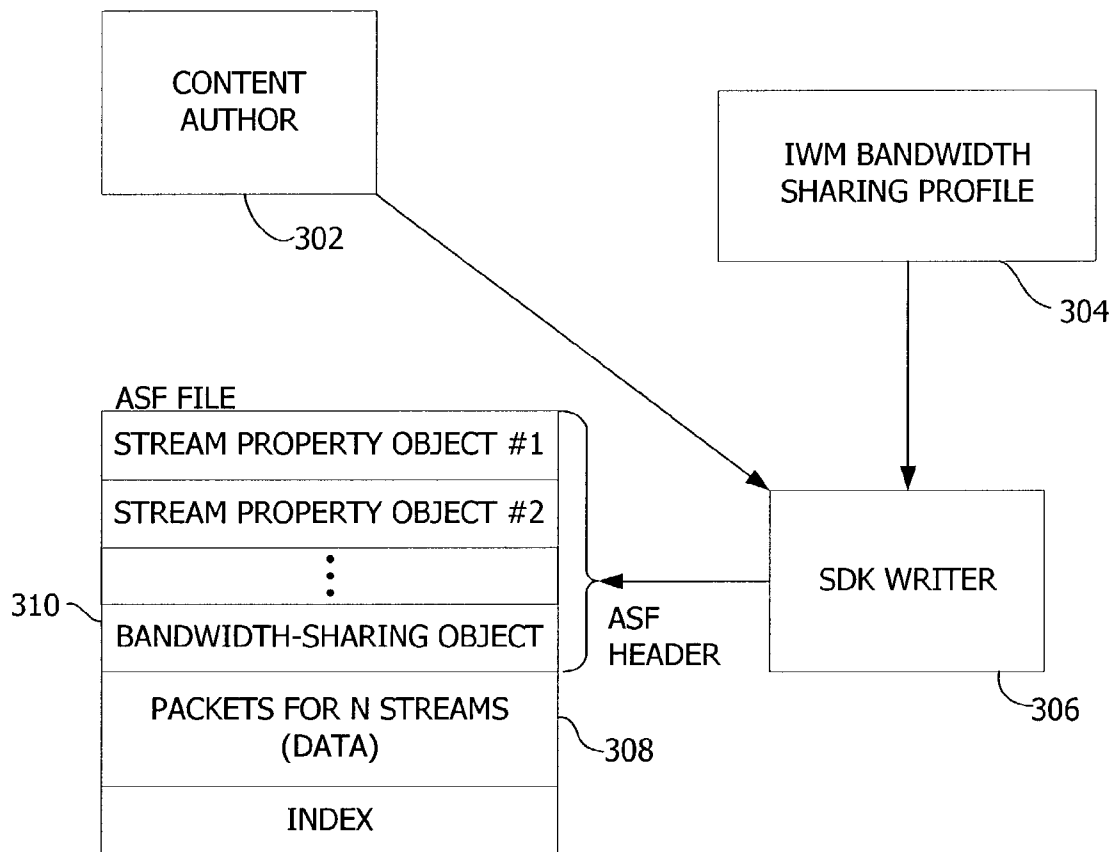 CONTENT
AUTHOR
302
IWM BANDWIDTH
SHARING PROFILE
304
ASF FILE
STREAM PROPERTY OBJECT #1
STREAM PROPERTY OBJECT #2
310
BANDWIDTH-SHARING OBJECT
ASF
HEADER
SDK WRITER
306
PACKETS FOR N STREAMS
(DATA)
308
INDEX